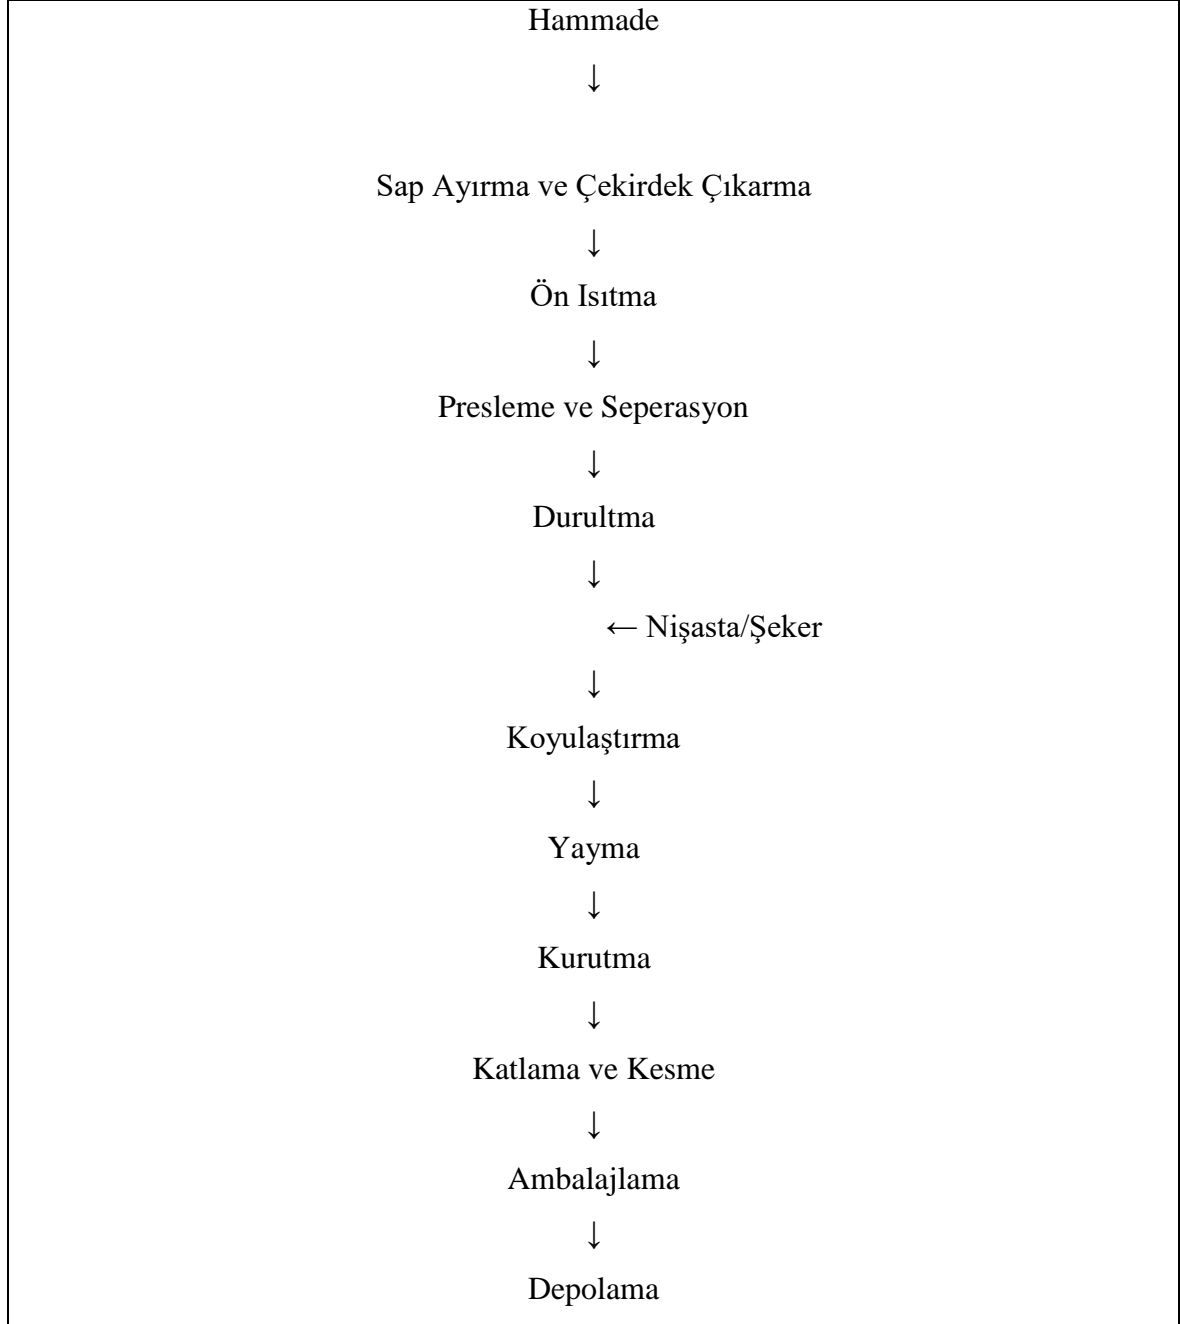 Hammade
↓
Sap Ayırma ve Çekirdek Çıkarma
↓
Ön Isıtma
↓
Presleme ve Seperasyon
↓
Durultma
↓
← Nişasta/Şeker
↓
Koyulaştırma
↓
Yayma
↓
Kurutma
↓
Katlama ve Kesme
↓
Ambalajlama
↓
Depolama